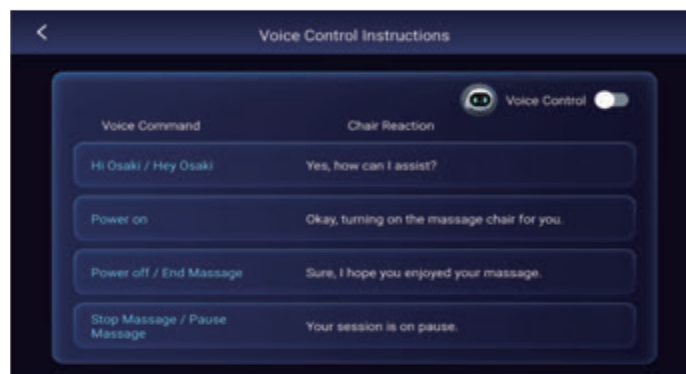 Voice Control Instructions
Voice Control
Voice Command Chair Reaction
Hi Osaki / Hey Osaki Yes, how can I assist?
Power on Okay, turning on the massage chair for you.
Power off / End Massage Sure, I hope you enjoyed your massage.
Stop Massage / Pause
Massage
Your session is on pause.